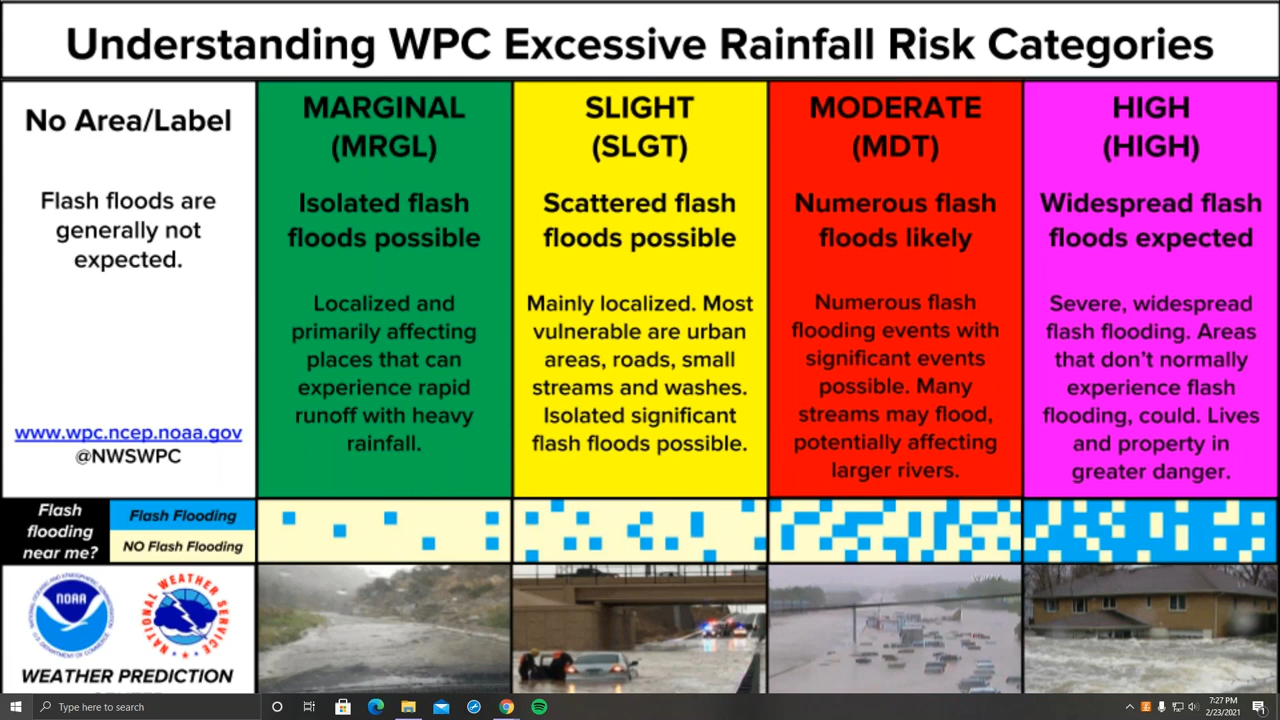 Understanding WPC Excessive Rainfall Risk Categories
No Area/Label
Flash floods are
generally not
expected.
www.wpc.ncep.noaa.gov
@NWSWPC
MARGINAL
(MRGL)
Isolated flash
floods possible
Localized and
primarily affecting
places that can
experience rapid
runoff with heavy
rainfall.
SLIGHT
(SLGT)
Scattered flash
floods possible
Mainly localized. Most
vulnerable are urban
areas, roads, small
streams and washes.
Isolated significant
flash floods possible.
MODERATE
(MDT)
Numerous flash
floods likely
Numerous flash
flooding events with
significant events
possible. Many
streams may flood,
potentially affecting
larger rivers.
HIGH
(HIGH)
Widespread flash
floods expected
Severe, widespread
flash flooding. Areas
that don't normally
experience flash
flooding, could. Lives
and property in
greater danger.
Flash
flooding
near me?
Flash Flooding
NO Flash Flooding
NOAA
NATIONAL WEATHER SERVICE
WEATHER PREDICTION
Type here to search
7:27 PM
2/23/2021